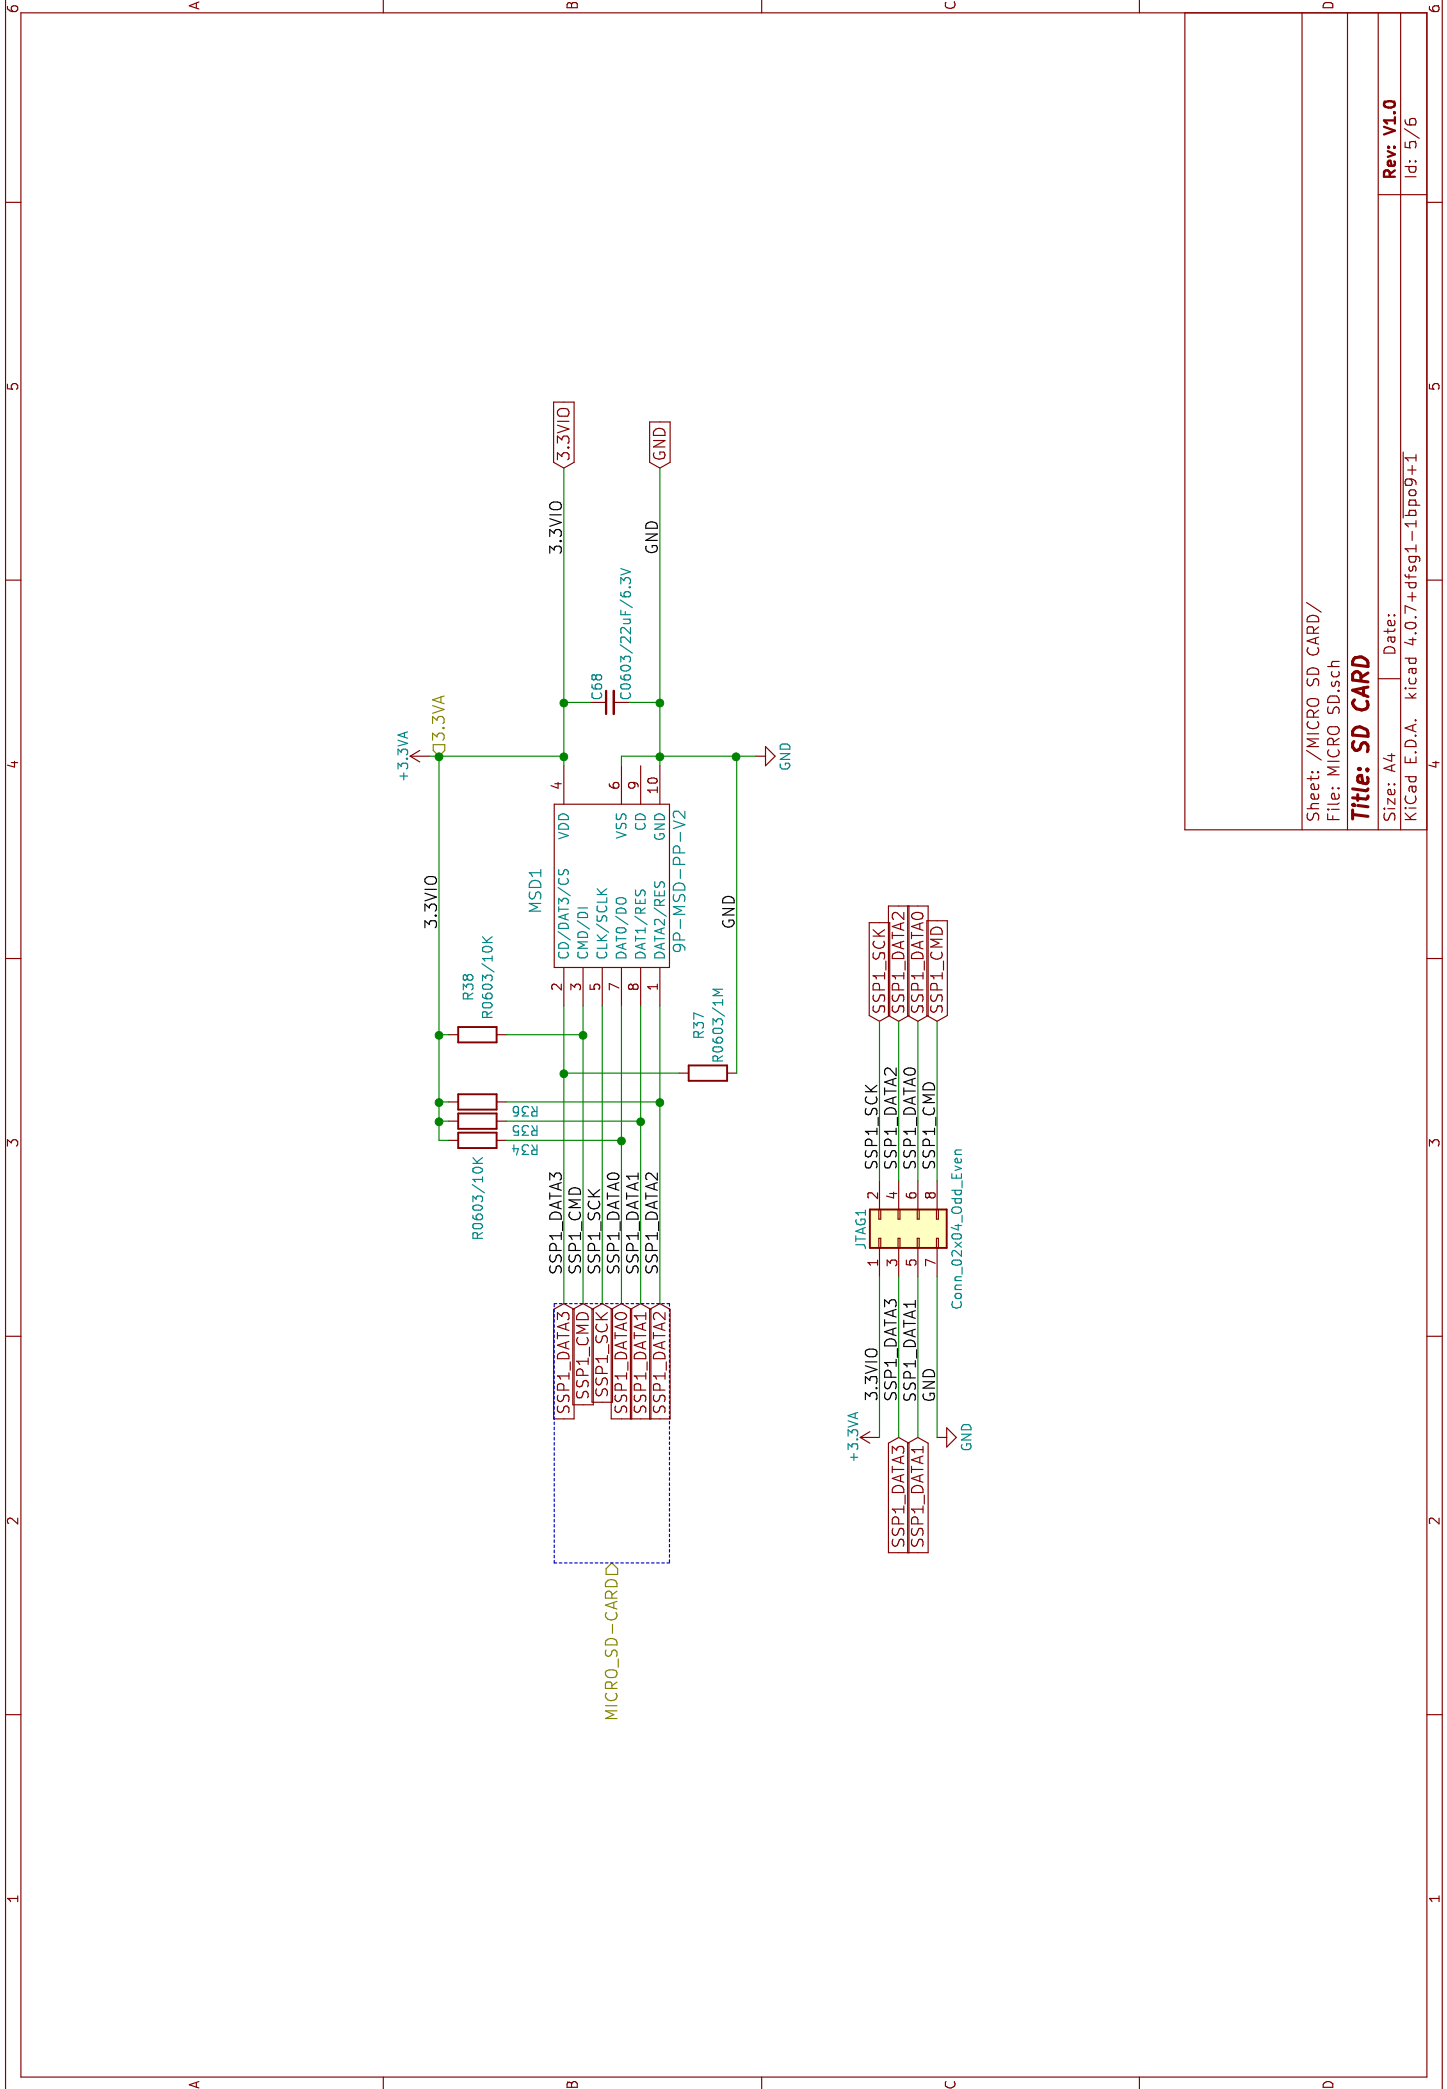 1
2
3
4
5
6
A
B
C
D
+3.3VA
3.3VA
3.3VIO
R38
R0603/10K
R36
R35
R34
R0603/10K
MSD1
SSP1_DATA3
SSP1_DATA3
2
CD/DAT3/CS
VDD
4
3.3VIO
3.3VIO
SSP1_CMD
SSP1_CMD
3
CMD/DI
SSP1_SCK
SSP1_SCK
5
CLK/SCLK
C68
SSP1_DATA0
SSP1_DATA0
7
DAT0/DO
VSS
6
C0603/22uF/6.3V
SSP1_DATA1
SSP1_DATA1
8
DAT1/RES
CD
9
SSP1_DATA2
SSP1_DATA2
1
DATA2/RES
GND
10
GND
GND
9P-MSD-PP-V2
MICRO_SD-CARD
R37
R0603/1M
GND
GND
+3.3VA
JTAG1
3.3VIO
1
2
SSP1_SCK
SSP1_SCK
SSP1_DATA3
SSP1_DATA3
3
4
SSP1_DATA2
SSP1_DATA2
SSP1_DATA1
SSP1_DATA1
5
6
SSP1_DATA0
SSP1_DATA0
GND
7
8
SSP1_CMD
SSP1_CMD
GND
Conn_02x04_Odd_Even
Sheet: /MICRO SD CARD/
File: MICRO SD.sch
Title: SD CARD
Size: A4
Date:
Rev: V1.0
KiCad E.D.A. kicad 4.0.7+dfsg1-1bpo9+1
Id: 5/6
1
2
3
4
5
6
A
B
C
D